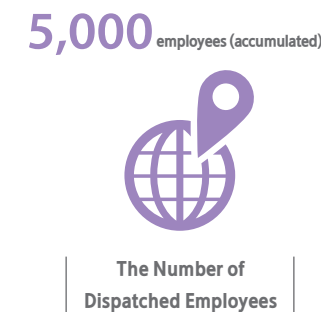 5,000 employees (accumulated)
The Number of
Dispatched Employees